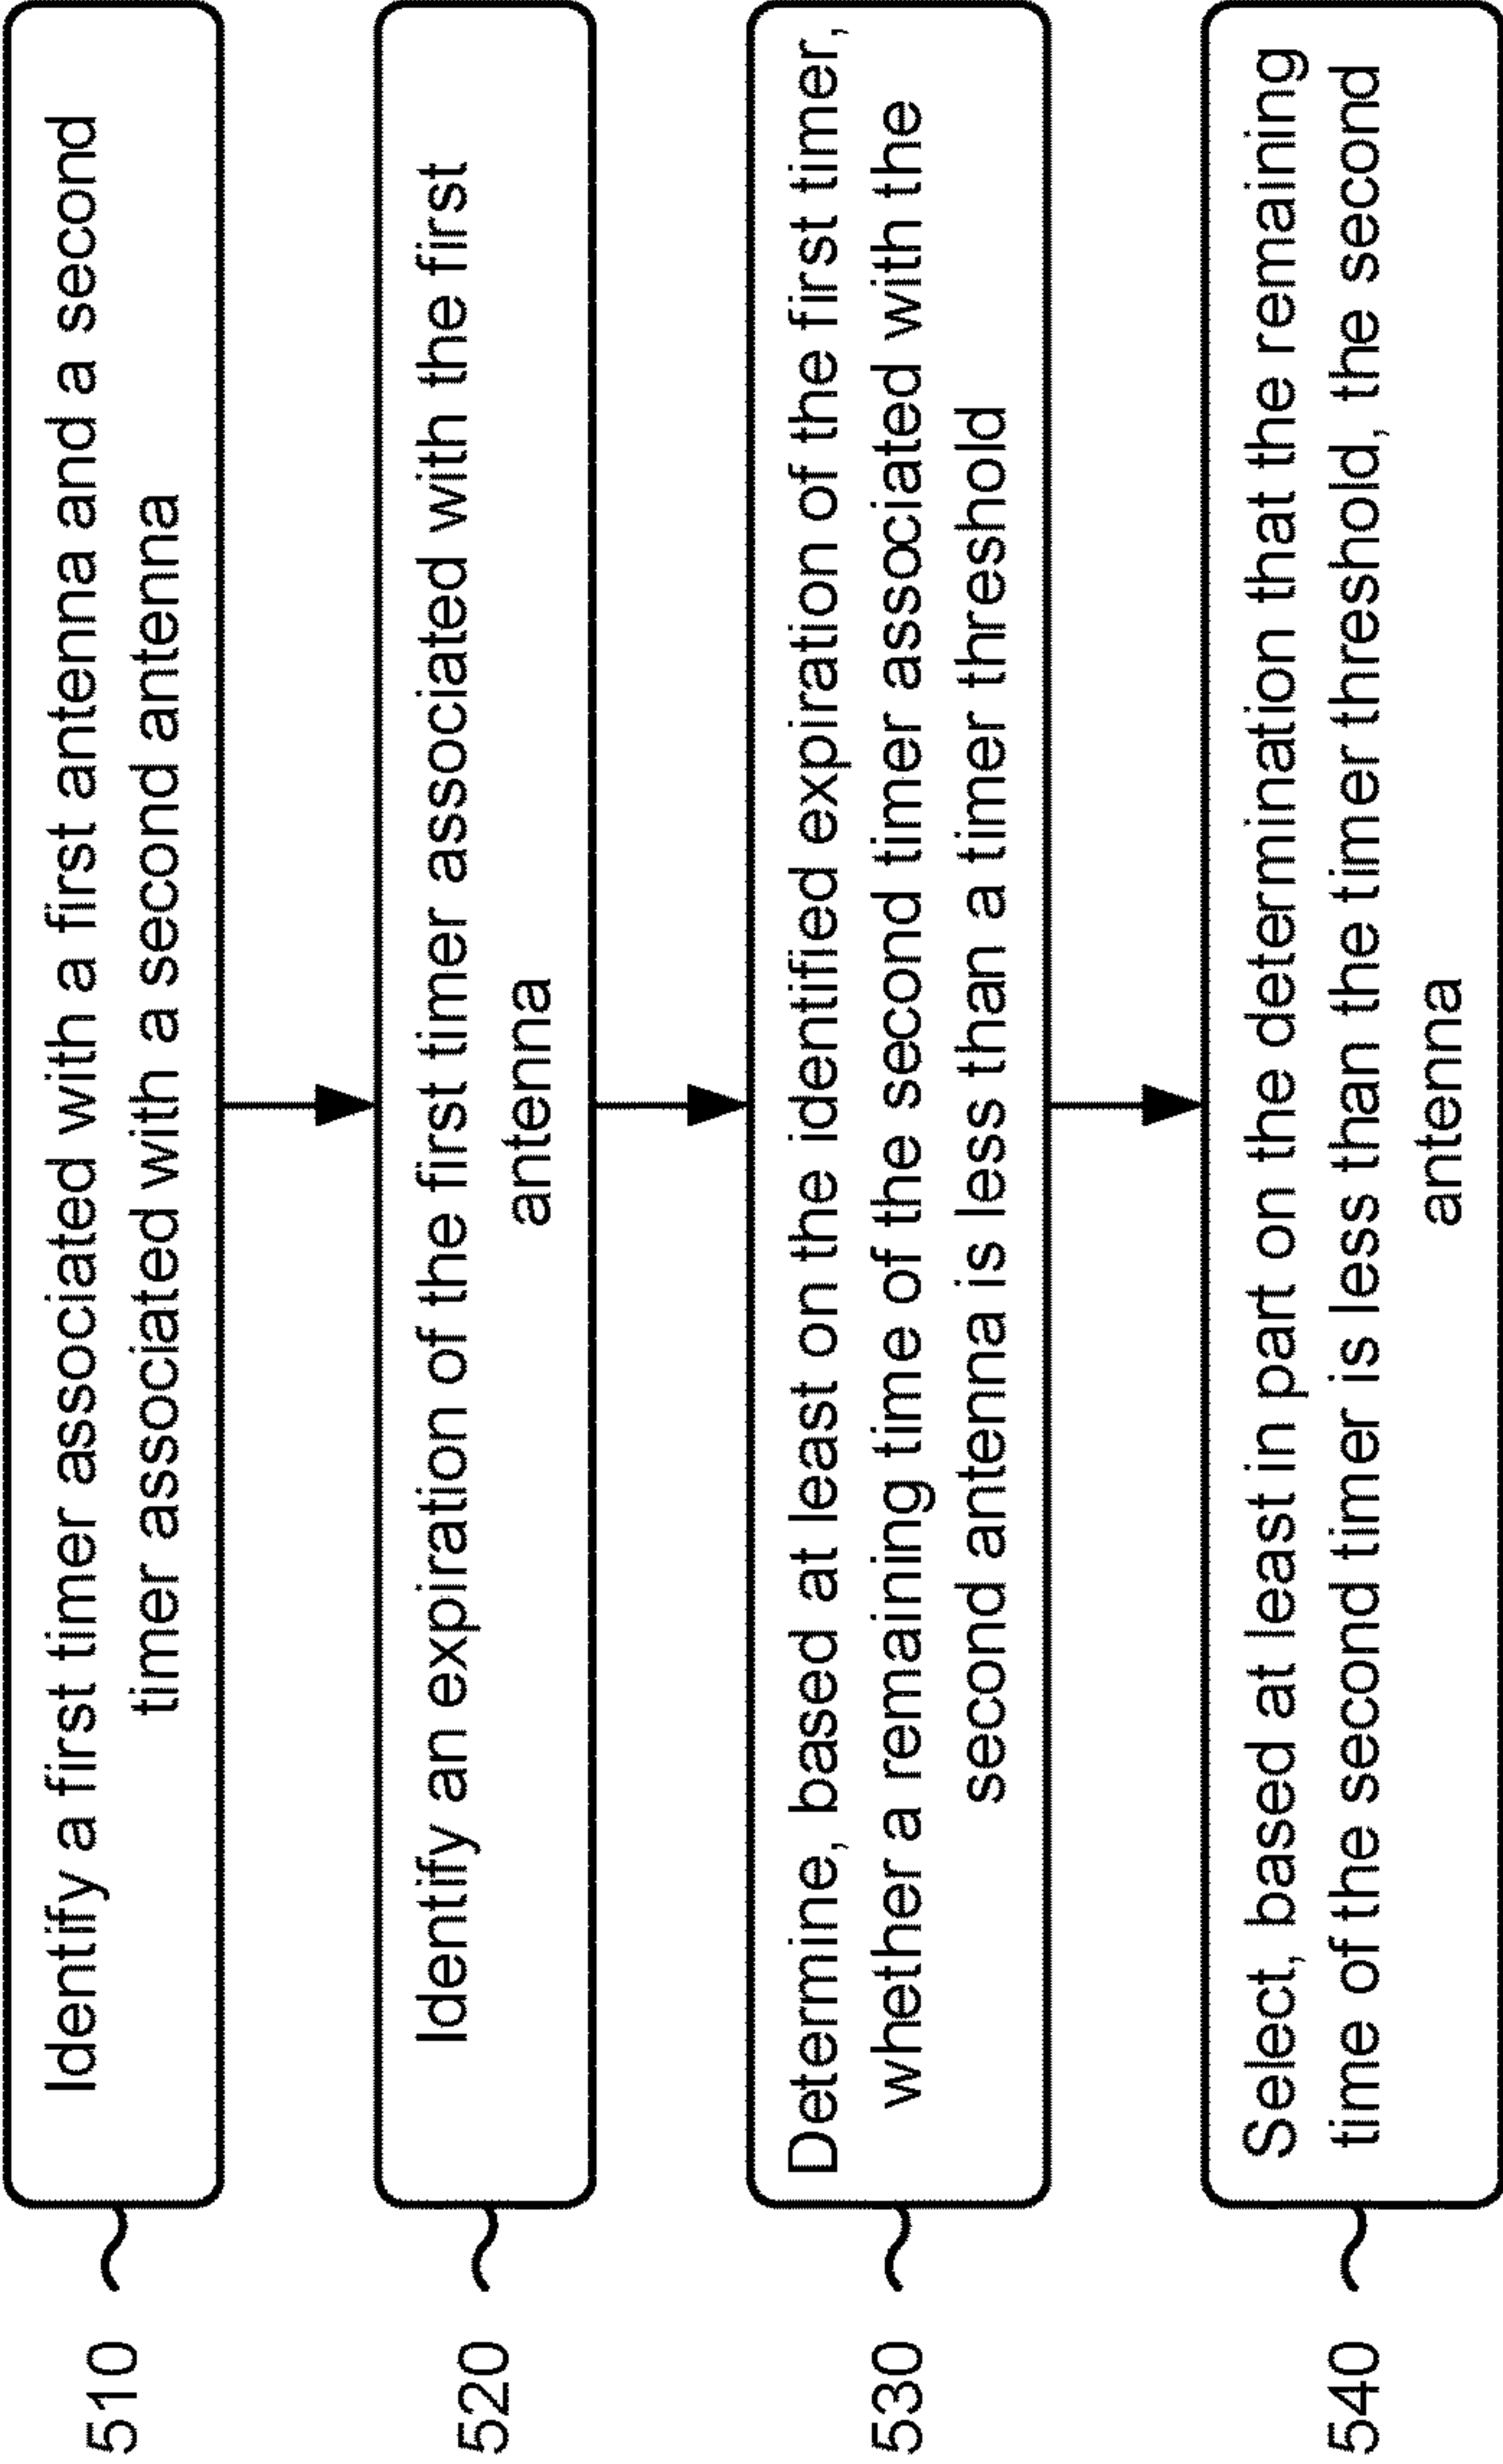 510
Identify a first timer associated with a first antenna and a second
timer associated with a second antenna
520
Identify an expiration of the first timer associated with the first
antenna
530
Determine, based at least on the identified expiration of the first timer,
whether a remaining time of the second timer associated with the
second antenna is less than a timer threshold
540
Select, based at least in part on the determination that the remaining
time of the second timer is less than the timer threshold, the second
antenna